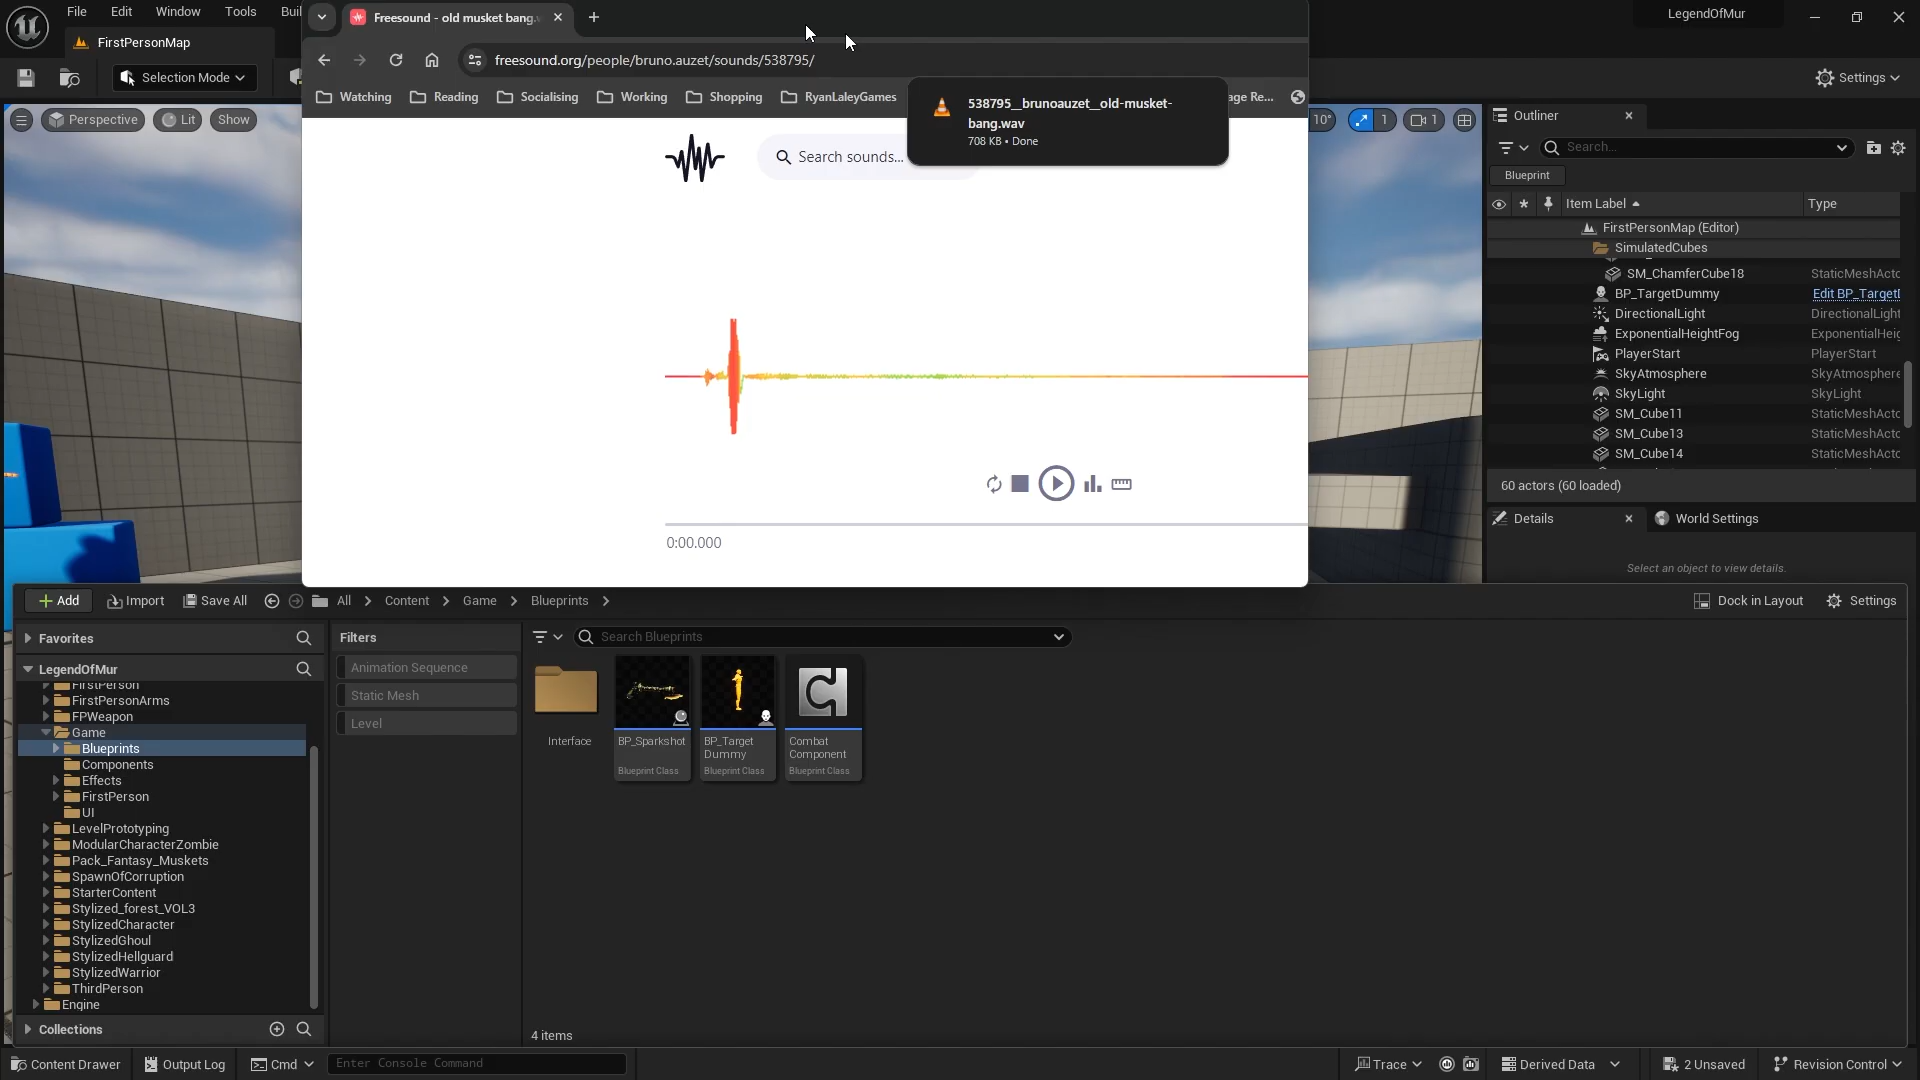 File
Edit
Window
Tools
Freesound - old musket bang.
LegendOfMur
FirstPersonMap
freesound.org/people/bruno.auzet/sounds/538795/
Selection Mode
Settings
Watching
Reading
Socialising
Working
Shopping
RyanLaleyGames
538795__brunoauzet__old-musket-
bang.wav
708 KB • Done
Perspective
Lit
Show
10°
1
1
Outliner
Search...
Search sounds...
Blueprint
Item Label
Type
FirstPersonMap (Editor)
SimulatedCubes
SM_ChamferCube18
StaticMeshActo
BP_TargetDummy
Edit BP_Target
DirectionalLight
DirectionalLight
ExponentialHeightFog
ExponentialHeig
PlayerStart
PlayerStart
SkyAtmosphere
SkyAtmosphere
SkyLight
SkyLight
SM_Cube11
StaticMeshActo
SM_Cube13
StaticMeshActo
SM_Cube14
StaticMeshActo
60 actors (60 loaded)
Details
World Settings
Select an object to view details.
0:00.000
Add
Import
Save All
All
Content
Game
Blueprints
Dock in Layout
Settings
Favorites
Filters
Search Blueprints
LegendOfMur
Animation Sequence
Static Mesh
Level
FirstPerson
FirstPersonArms
FPWeapon
Game
Blueprints
Components
Effects
FirstPerson
UI
LevelPrototyping
ModularCharacterZombie
Pack_Fantasy_Muskets
SpawnOfCorruption
StarterContent
Stylized_forest_VOL3
StylizedCharacter
StylizedGhoul
StylizedHellguard
StylizedWarrior
ThirdPerson
Engine
Collections
Interface
BP_Sparkshot
Blueprint Class
BP_Target
Dummy
Blueprint Class
Combat
Component
Blueprint Class
4 items
Content Drawer
Output Log
Cmd
Enter Console Command
Trace
Derived Data
2 Unsaved
Revision Control